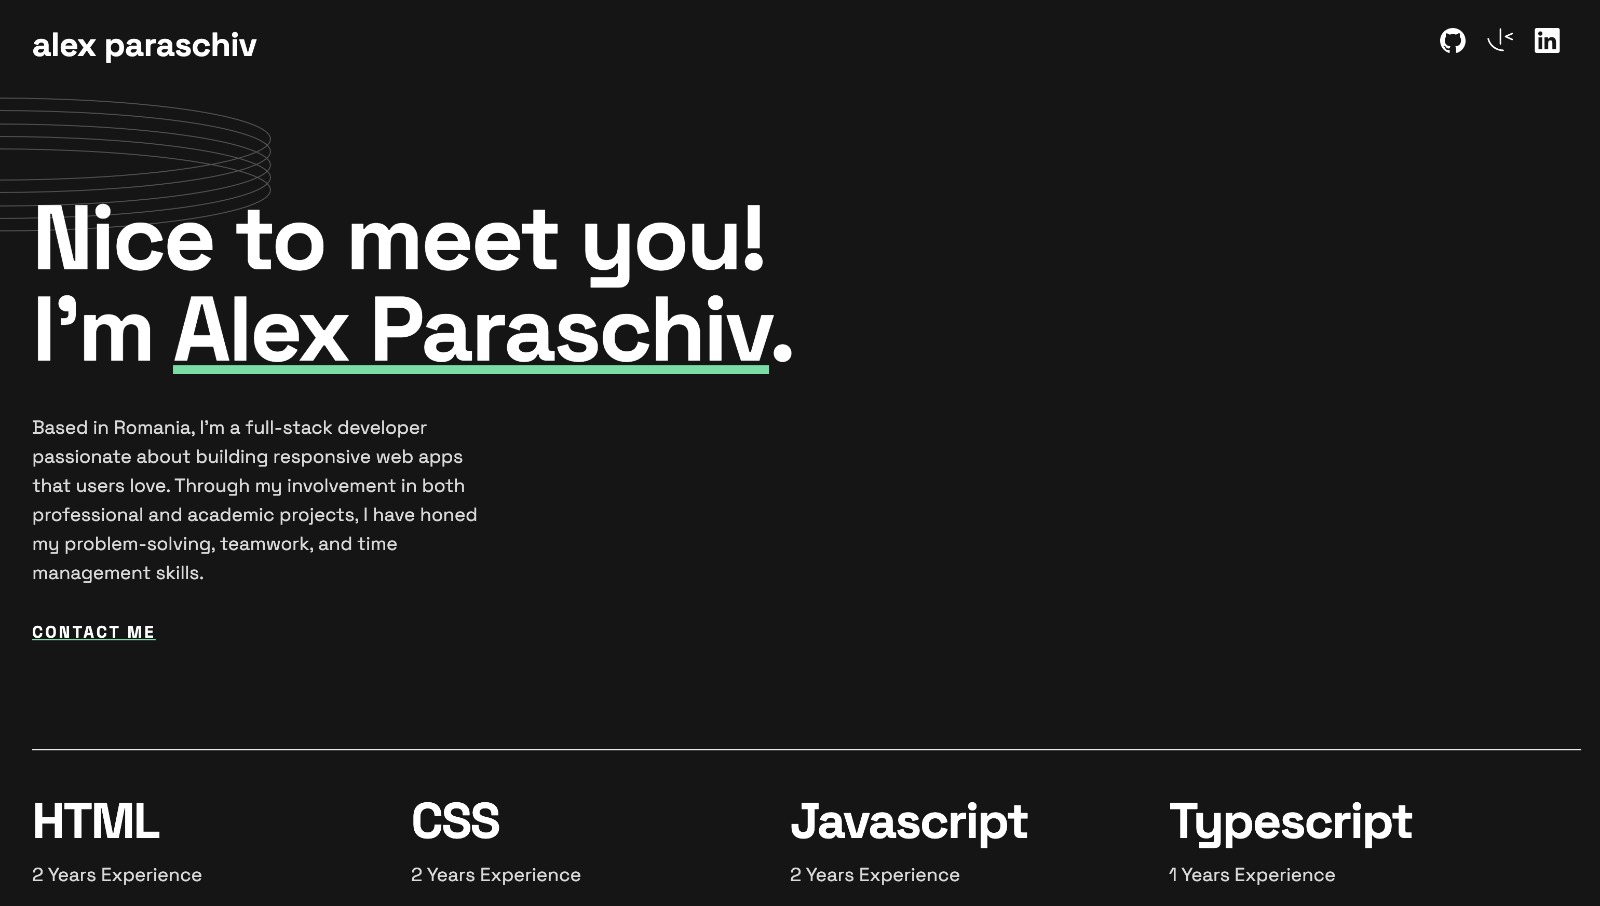 alex paraschiv
in
Nice to meet you!
I'm Alex Paraschiv.
Based in Romania, I'm a full-stack developer
passionate about building responsive web apps
that users love. Through my involvement in both
professional and academic projects, I have honed
my problem-solving, teamwork, and time
management skills.
CONTACT ME
HTML
CSS
Javascript
Typescript
2 Years Experience
2 Years Experience
2 Years Experience
1 Years Experience